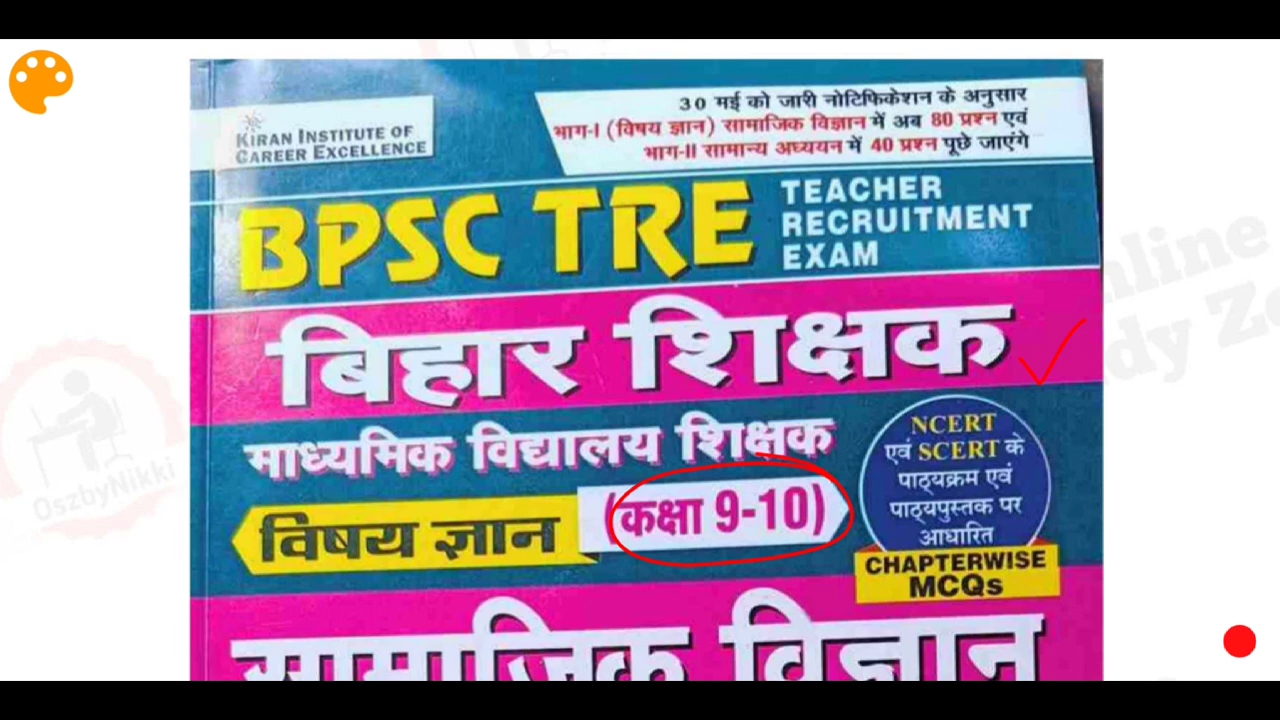 KIRAN INSTITUTE OF
CAREER EXCELLENCE
30 मई को जारी नोटिफिकेशन के अनुसार
भाग-I (विषय ज्ञान) सामाजिक विज्ञान में अब 80 प्रश्न एवं
भाग-II सामान्य अध्ययन में 40 प्रश्न पूछे जाएंगे
BPSC TRE
TEACHER
RECRUITMENT
EXAM
बिहार शिक्षक
माध्यमिक विद्यालय शिक्षक
विषय ज्ञान
(कक्षा 9-10)
NCERT
एवं SCERT के
पाठ्यक्रम एवं
पाठ्यपुस्तक पर
आधारित
CHAPTERWISE
MCQs
सामाजिक विज्ञान
OszbyNikki